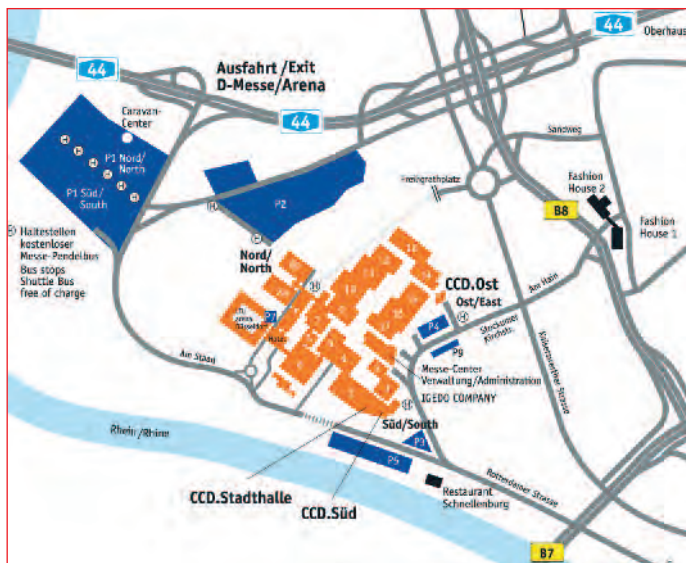 44
Oberhaus
44
Ausfahrt /Exit
D-Messe/Arena
44
Caravan-
Center
P1 Nord/
North
P1 Süd/
South
Sandweg
Freiligrathplatz
P2
Fashion
House 2
B8
Fashion
House 1
Haltestellen
kostenloser
Messe-Pendelbus
Bus stops
Shuttle Bus
free of charge
Nord/
North
CCD.Ost
Ost/East
Am Hain
P7
P4
Stockumer
Kirchstr.
P9
Messe-Center
Verwaltung/Administration
IGEDO COMPANY
Kaiserswerther Strasse
Am Staad
Süd/South
P3
P5
Rhein/Rhine
Rotterdamer Strasse
CCD.Stadthalle
CCD.Süd
Restaurant
Schnellenburg
B7